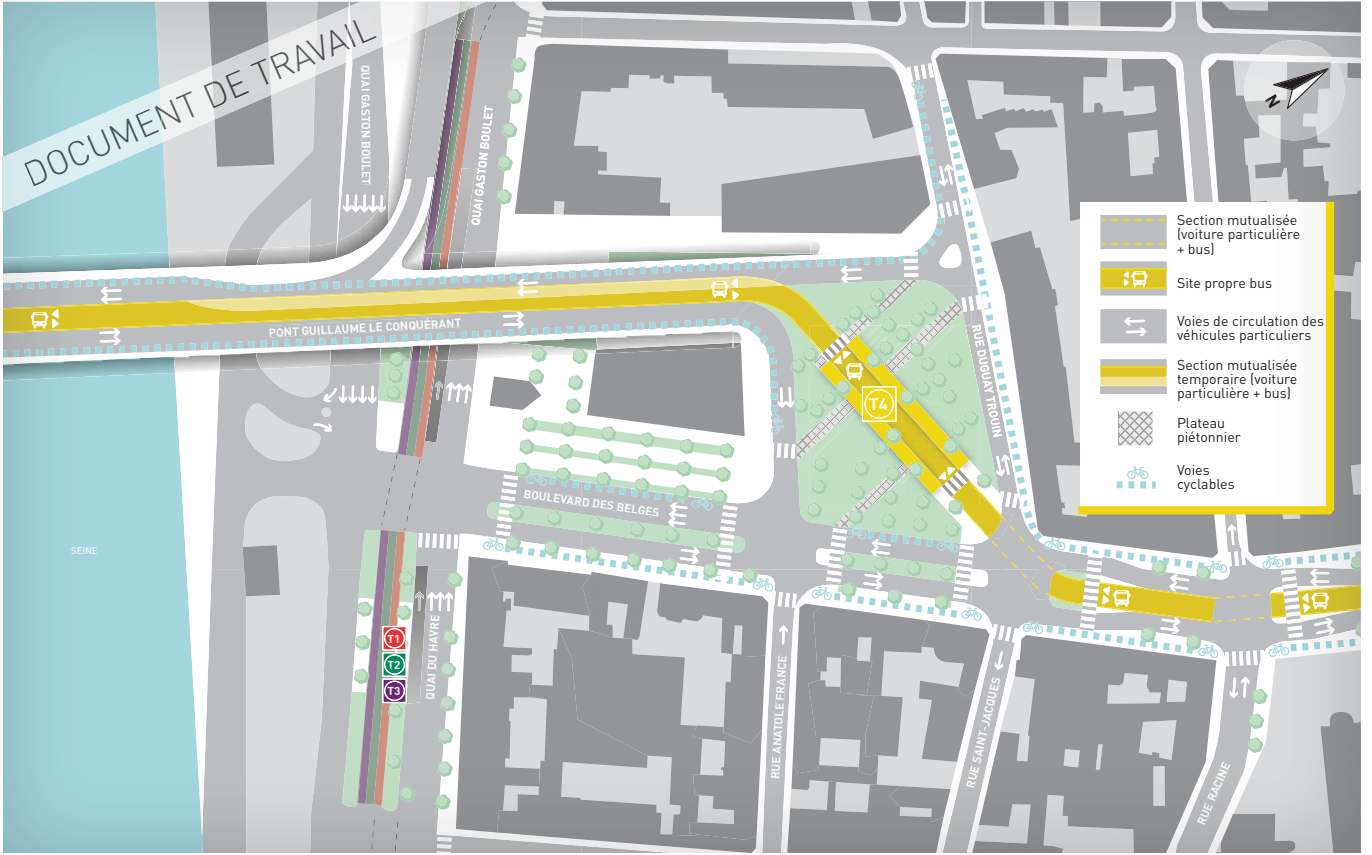 DOCUMENT DE TRAVAIL
QUAI GASTON BOULET
QUAI GASTON BOULET
N
Section mutualisée
(voiture particulière
+ bus)
Site propre bus
Voies de circulation des
véhicules particuliers
Section mutualisée
temporaire (voiture
particulière + bus)
Plateau
piétonnier
Voies
cyclables
PONT GUILLAUME LE CONQUÉRANT
RUE DUGUAY TROUIN
T4
BOULEVARD DES BELGES
SEINE
T1
T2
T3
QUAI DU HAVRE
RUE ANATOLE FRANCE
RUE SAINT-JACQUES
RUE RACINE